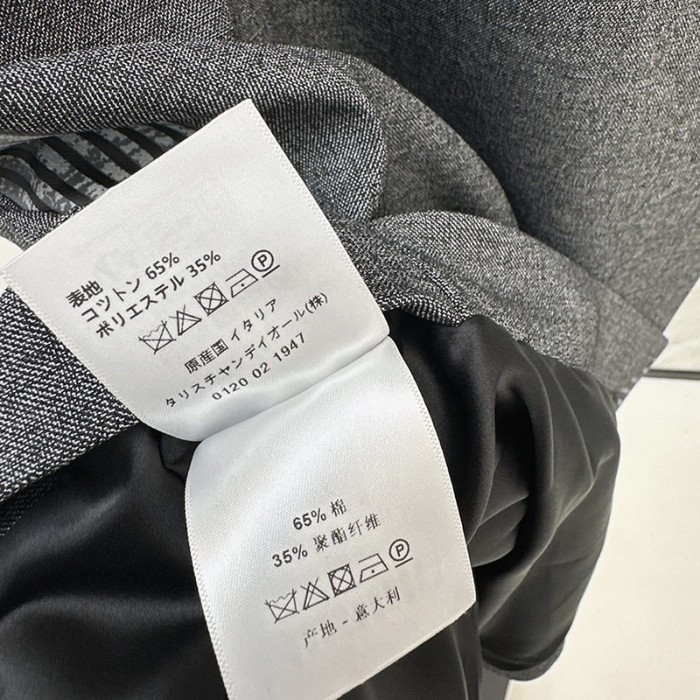 表地
コットン 65%
ポリエステル 35%
P
原産国 イタリア
タリスチャンディオール(株)
0120 02 1947
65% 棉
35% 聚酯纤维
P
产地 - 意大利